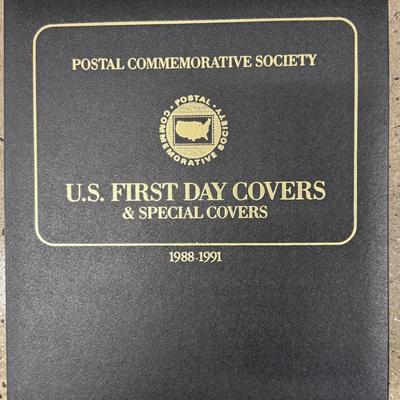 POSTAL COMMEMORATIVE SOCIETY
· POSTAL ·
COMMEMORATIVE SOCIETY
U.S. FIRST DAY COVERS
& SPECIAL COVERS
1988-1991